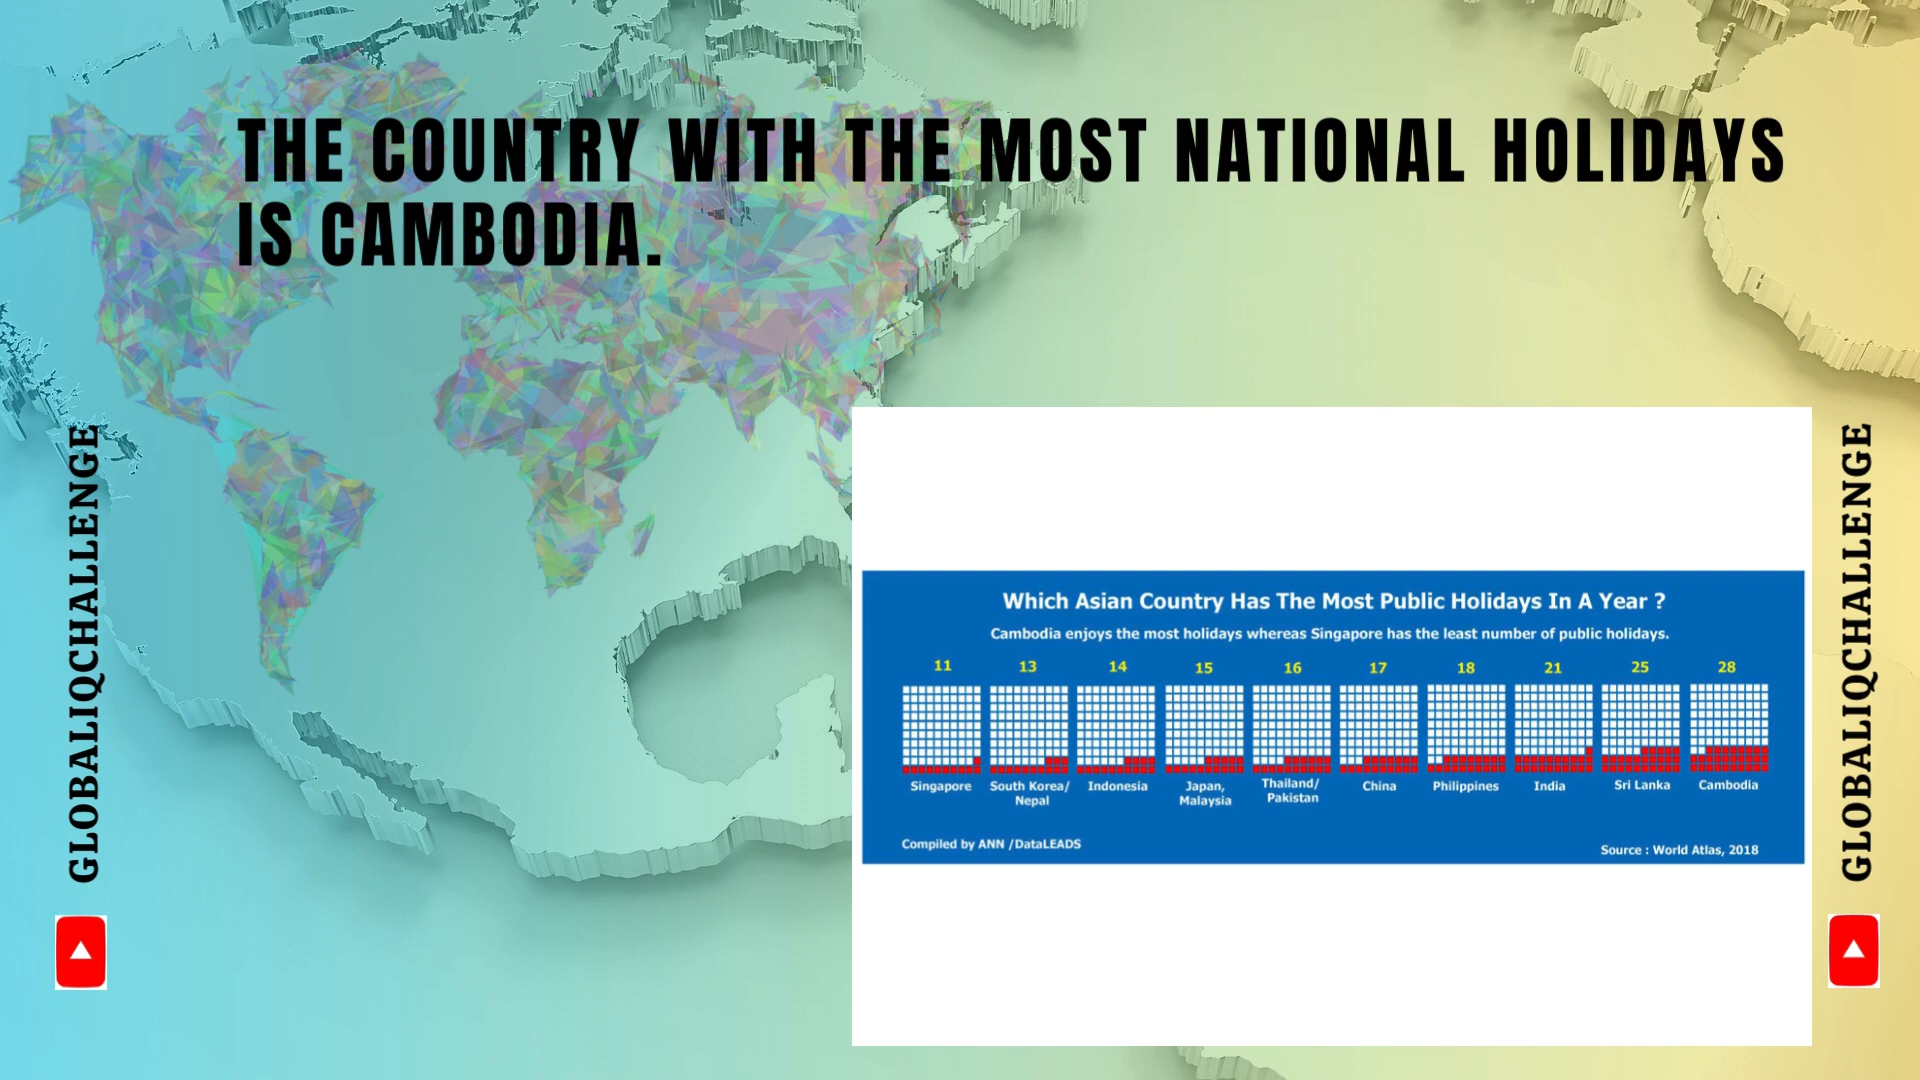 THE COUNTRY WITH THE MOST NATIONAL HOLIDAYS
IS CAMBODIA.
GLOBALIQCHALLENGE
Which Asian Country Has The Most Public Holidays In A Year ?
Cambodia enjoys the most holidays whereas Singapore has the least number of public holidays.
11 13 14 15 16 17 18 21 25 28
Singapore South Korea/ Indonesia Japan, Thailand/ China Philippines India Sri Lanka Cambodia
Nepal Malaysia Pakistan
Compiled by ANN /DataLEADS
Source : World Atlas, 2018
GLOBALIQCHALLENGE